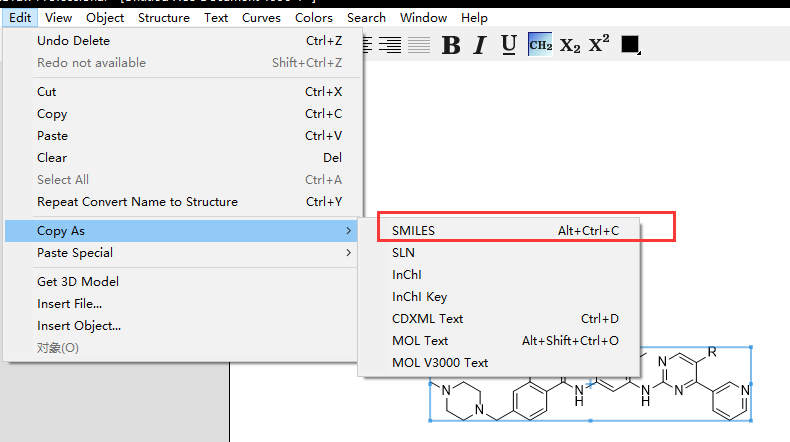 Edit View Object Structure Text Curves Colors Search Window Help
Undo Delete Ctrl+Z
Redo not available Shift+Ctrl+Z
B I U CH2 X2 X2
Cut Ctrl+X
Copy Ctrl+C
Paste Ctrl+V
Clear Del
Select All Ctrl+A
Repeat Convert Name to Structure Ctrl+Y
Copy As
Paste Special
Get 3D Model
Insert File...
Insert Object...
对象(O)
SMILES Alt+Ctrl+C
SLN
InChI
InChI Key
CDXML Text Ctrl+D
MOL Text Alt+Shift+Ctrl+O
MOL V3000 Text
N R
N N H N H N N
N